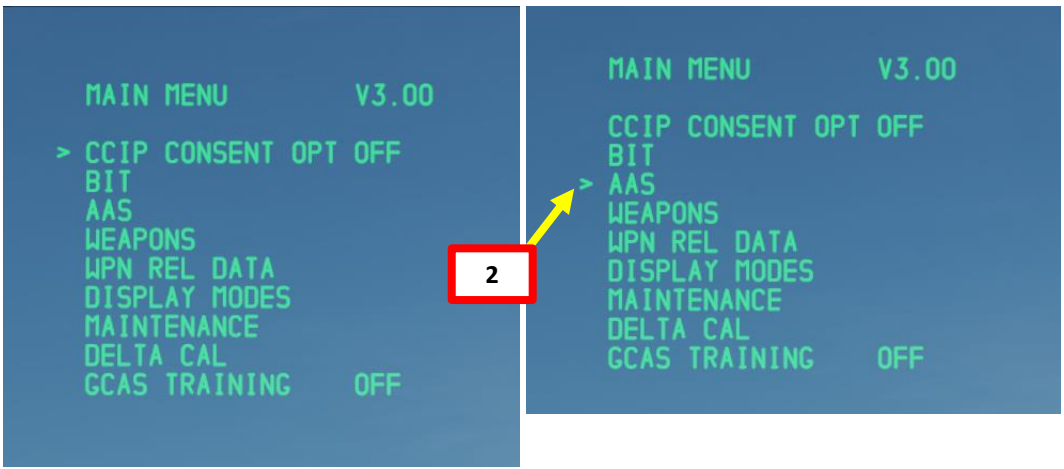 MAIN MENU V3.00
> CCIP CONSENT OPT OFF
BIT
AAS
WEAPONS
WPN REL DATA
DISPLAY MODES
MAINTENANCE
DELTA CAL
GCAS TRAINING OFF
2
MAIN MENU V3.00
CCIP CONSENT OPT OFF
BIT
> AAS
WEAPONS
WPN REL DATA
DISPLAY MODES
MAINTENANCE
DELTA CAL
GCAS TRAINING OFF